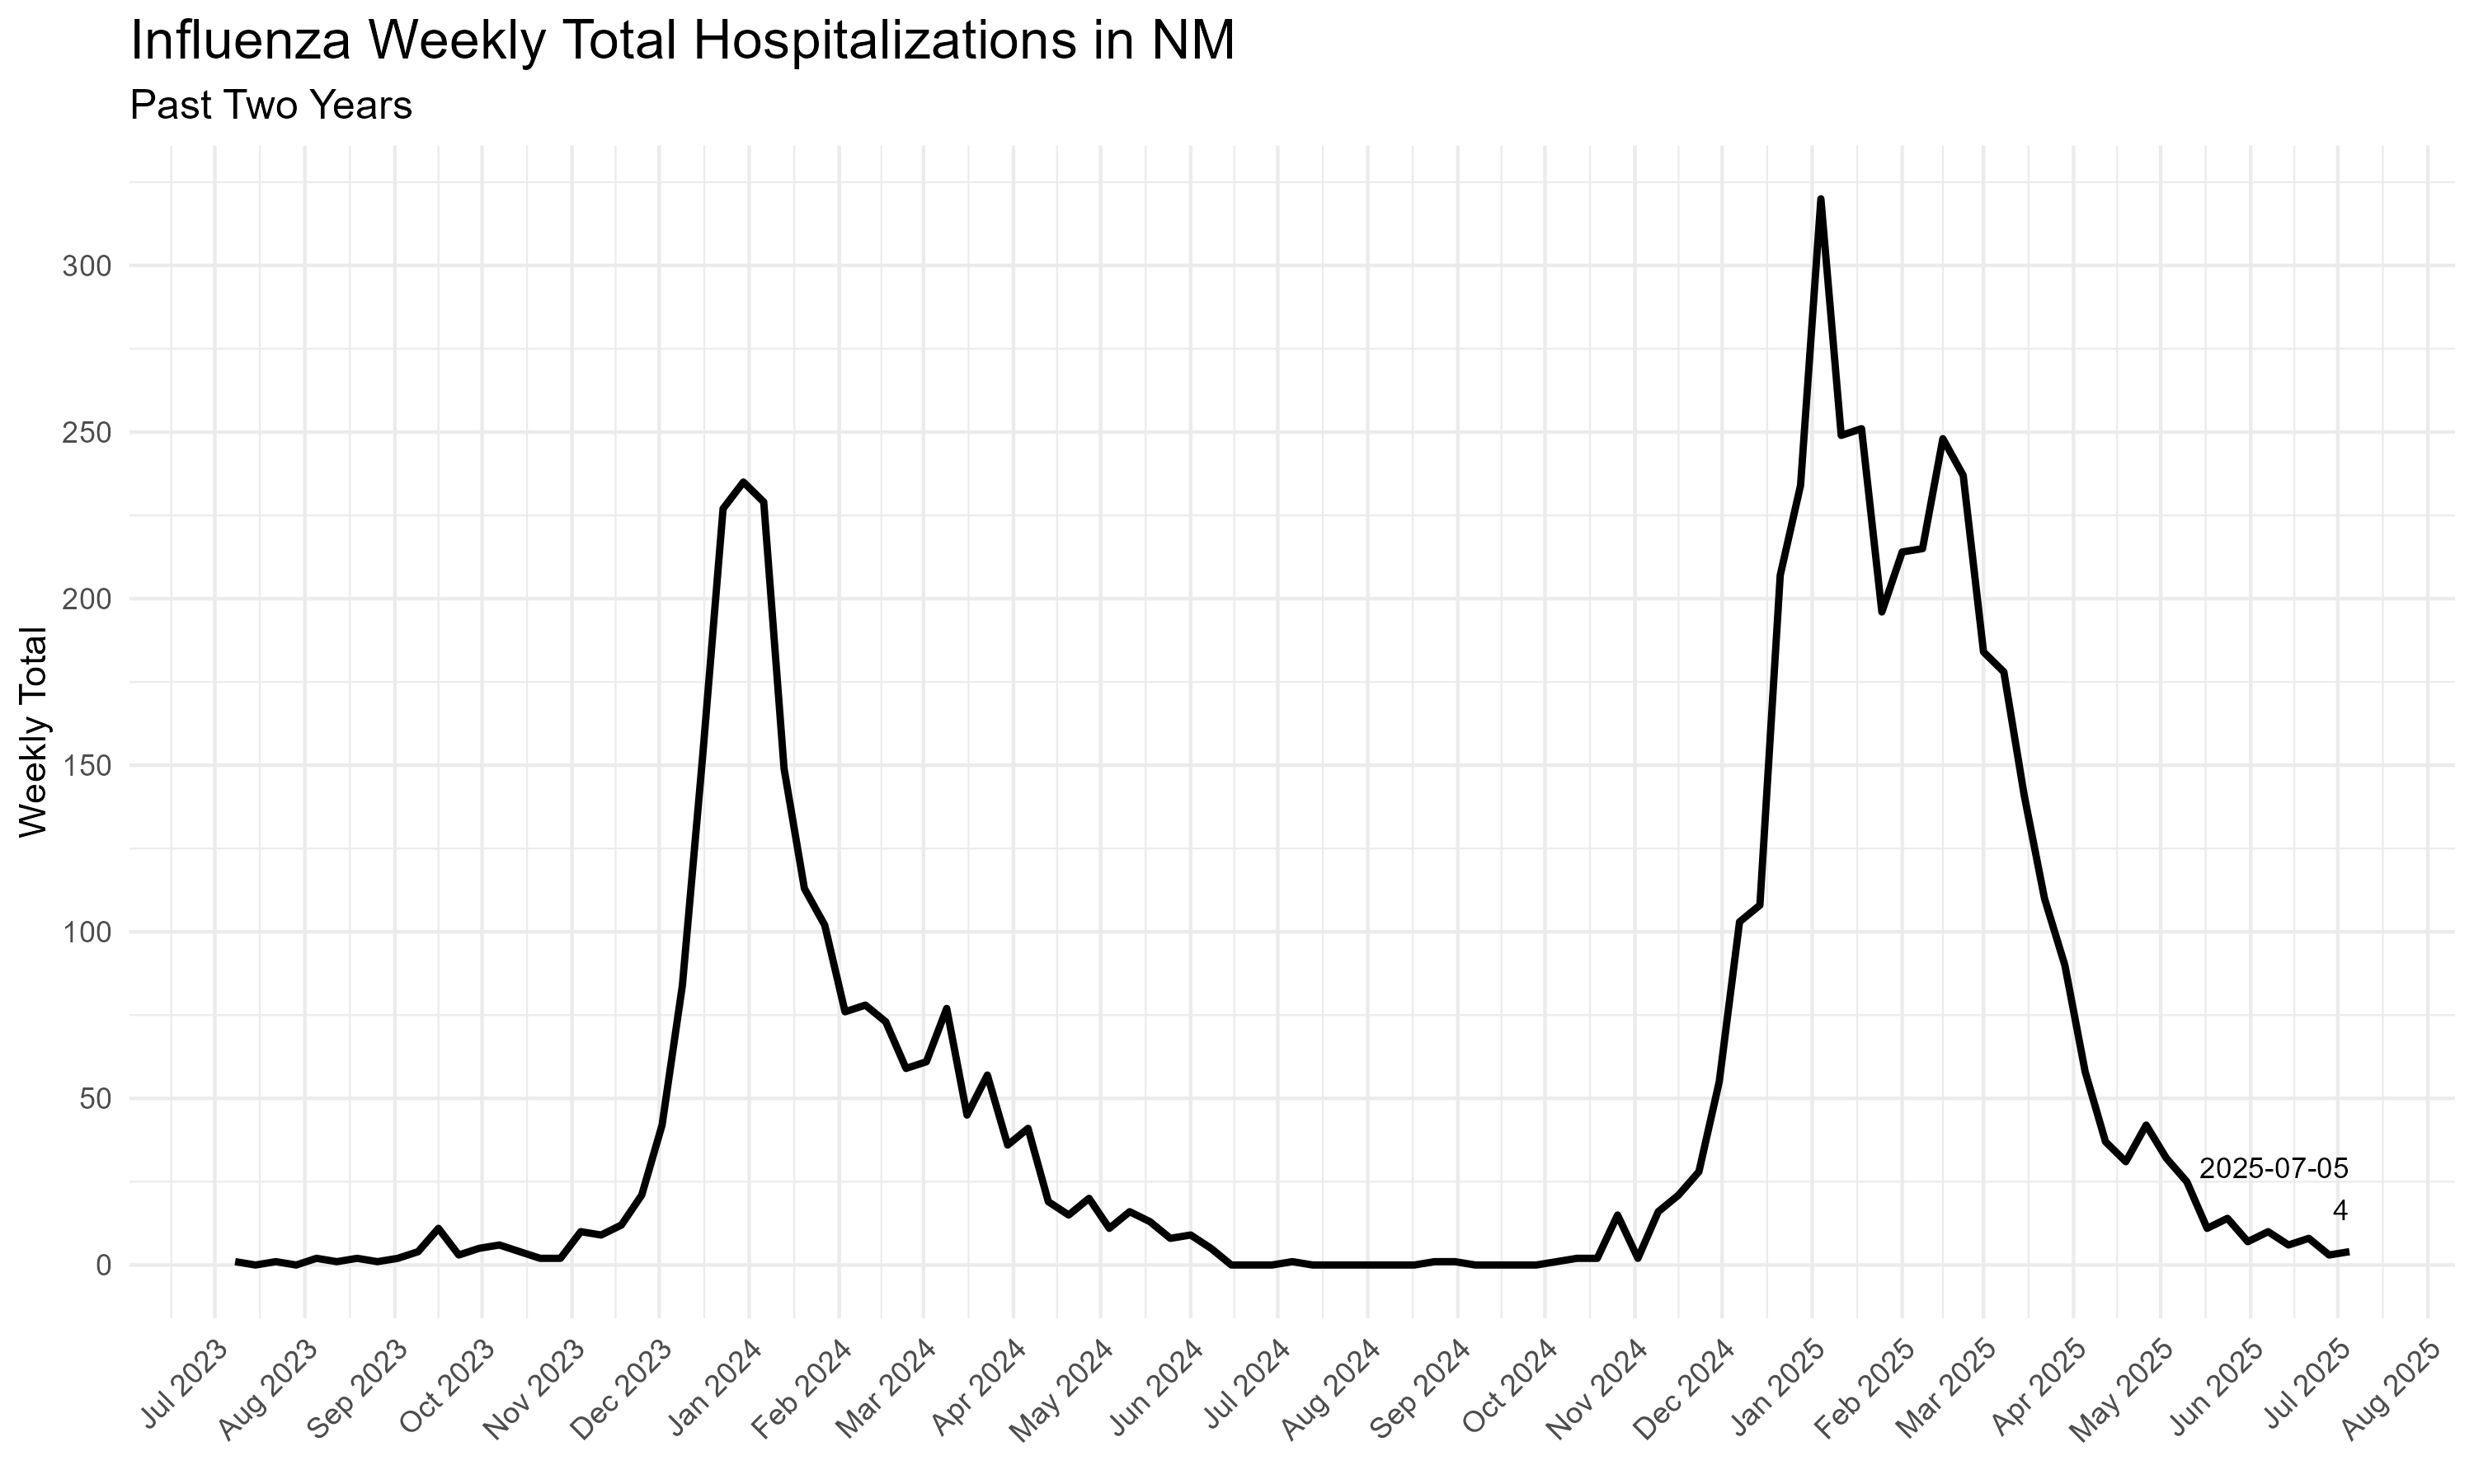 Influenza Weekly Total Hospitalizations in NM
Past Two Years
Weekly Total
300
250
200
150
100
50
0
2025-07-05
4
Jul 2023
Aug 2023
Sep 2023
Oct 2023
Nov 2023
Dec 2023
Jan 2024
Feb 2024
Mar 2024
Apr 2024
May 2024
Jun 2024
Jul 2024
Aug 2024
Sep 2024
Oct 2024
Nov 2024
Dec 2024
Jan 2025
Feb 2025
Mar 2025
Apr 2025
May 2025
Jun 2025
Jul 2025
Aug 2025